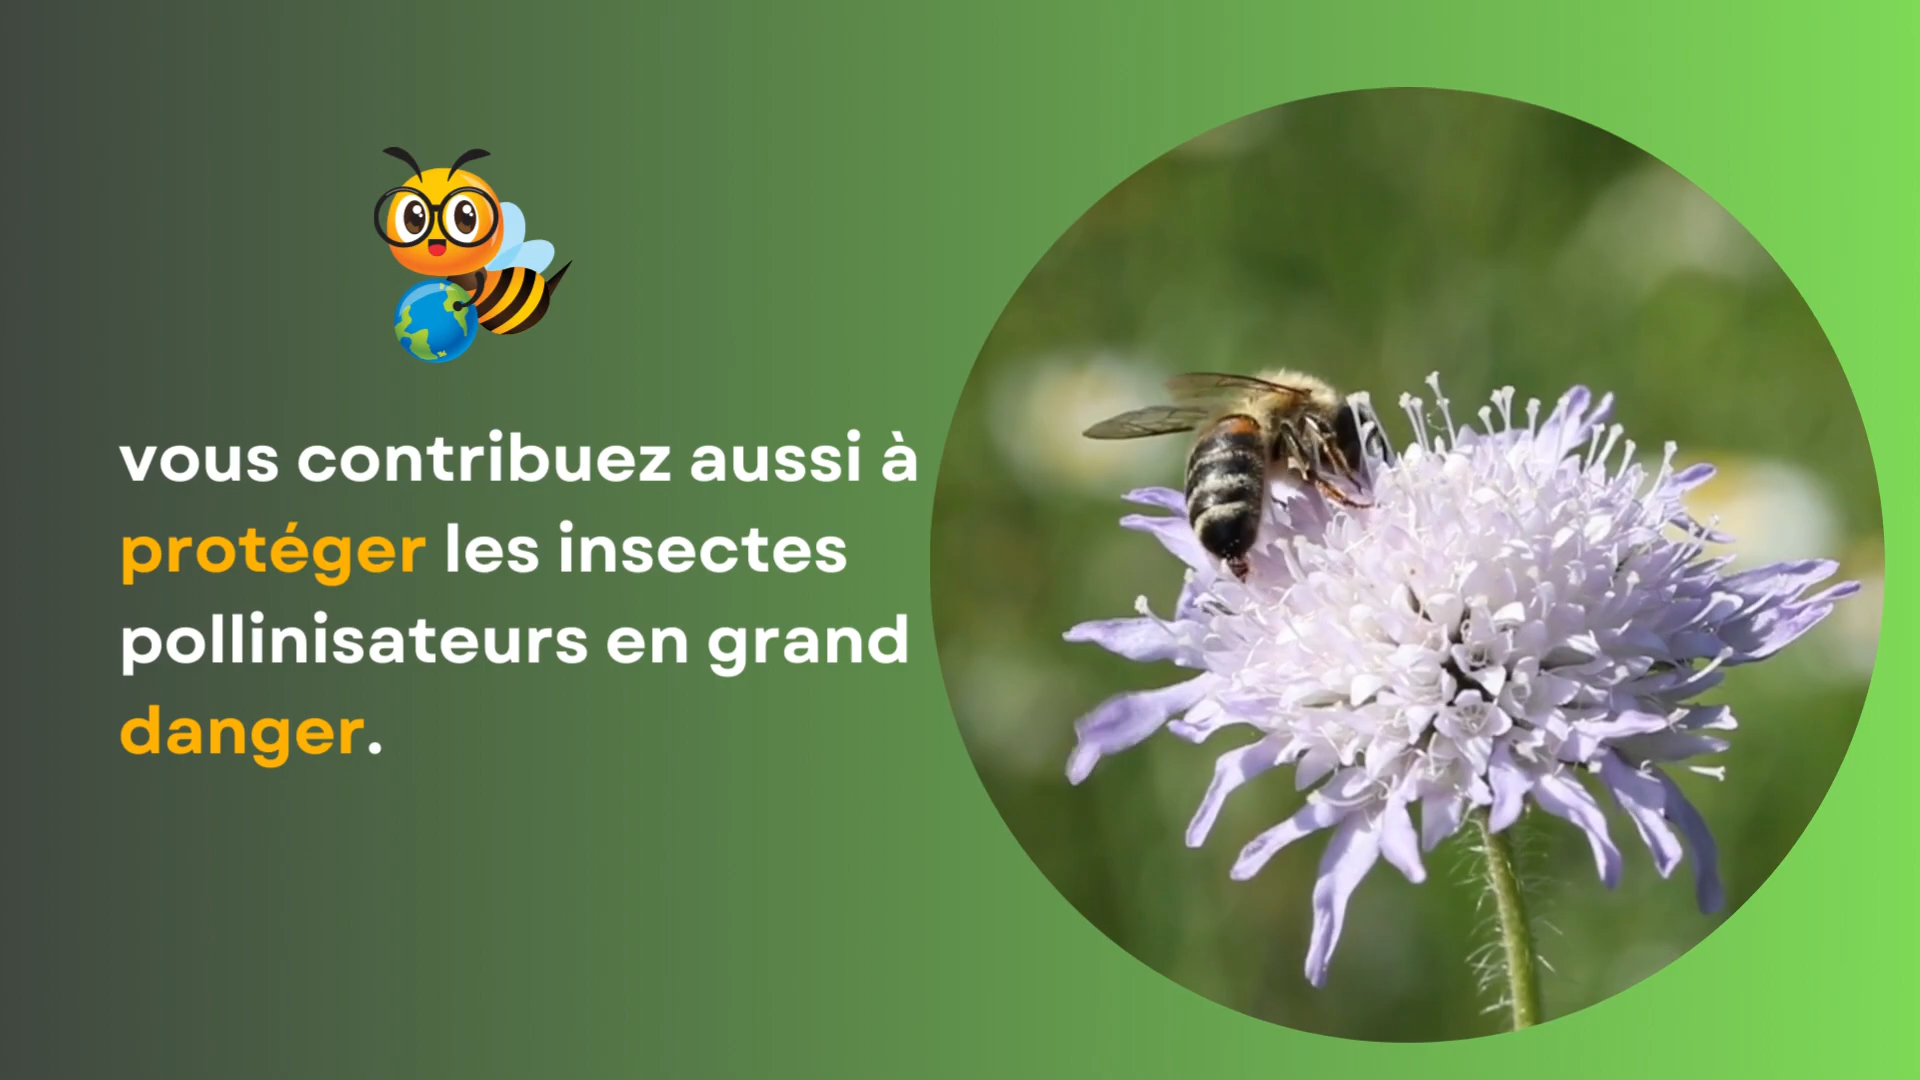 vous contribuez aussi à
protéger les insectes
pollinisateurs en grand
danger.